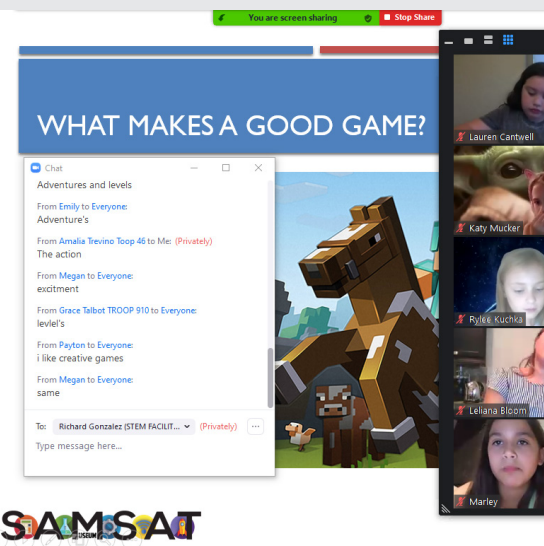 You are screen sharing
Stop Share
WHAT MAKES A GOOD GAME?
Chat
Adventures and levels
From Emily to Everyone:
Adventure's
From Amalia Trevino Toop 46 to Me: (Privately)
The action
From Megan to Everyone:
excitment
From Grace Talbot TROOP 910 to Everyone:
levlel's
From Payton to Everyone:
i like creative games
From Megan to Everyone:
same
To: Richard Gonzalez (STEM FACILIT... (Privately)
Type message here...
Lauren Cantwell
Katy Mucker
Rylee Kuchka
Leliana Bloom
Marley
SAMSAT